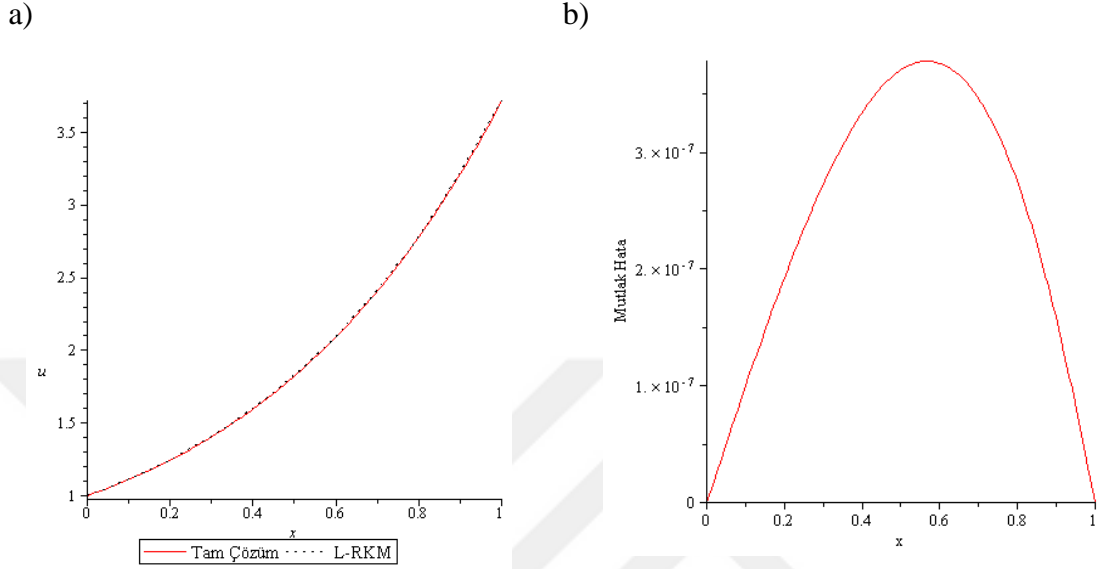 a)
3.5
3
2.5
2
u
1.5
1
0 0.2 0.4 0.6 0.8 1
x
Tam Çözüm L-RKM
b)
3. × 10⁻⁷
Mutlak Hata
2. × 10⁻⁷
1. × 10⁻⁷
0
0 0.2 0.4 0.6 0.8 1
x